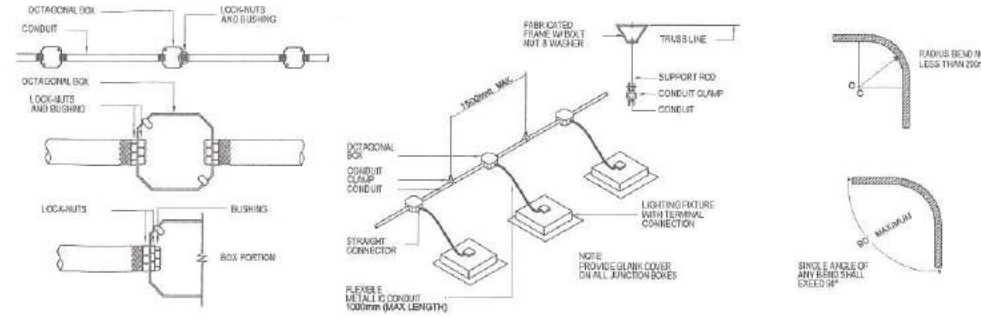 OCTAGONAL BOX
LOCK-NUTS
AND BUSHING
CONDUIT
OCTAGONAL BOX
LOCK-NUTS
AND BUSHING
LOCK-NUTS
BUSHING
BOX PORTION
FABRICATED
FRAME W/ BOLT
NUT & WASHER
TRUSS LINE
SUPPORT ROD
CONDUIT CLAMP
CONDUIT
1500mm MAX.
OCTAGONAL
BOX
CONDUIT
CLAMP
CONDUIT
STRAIGHT
CONNECTOR
LIGHTING FIXTURE
WITH TERMINAL
CONNECTION
NOTE:
PROVIDE BLANK COVER
ON ALL JUNCTION BOXES
FLEXIBLE
METALLIC CONDUIT
1000mm (MAX LENGTH)
RADIUS BEND
LESS THAN
C
C
90° MAXIMUM
SINGLE ANGLE OF
ANY BEND SHALL
EXCEED 90°